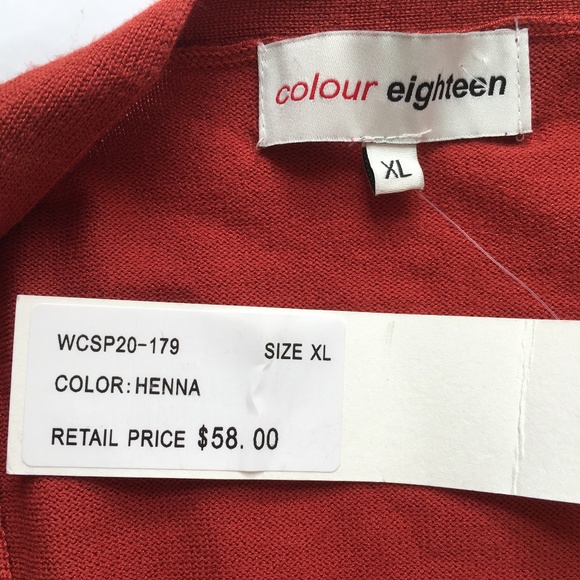 colour eighteen
XL
WCSP20-179 SIZE XL
COLOR:HENNA
RETAIL PRICE $58.00